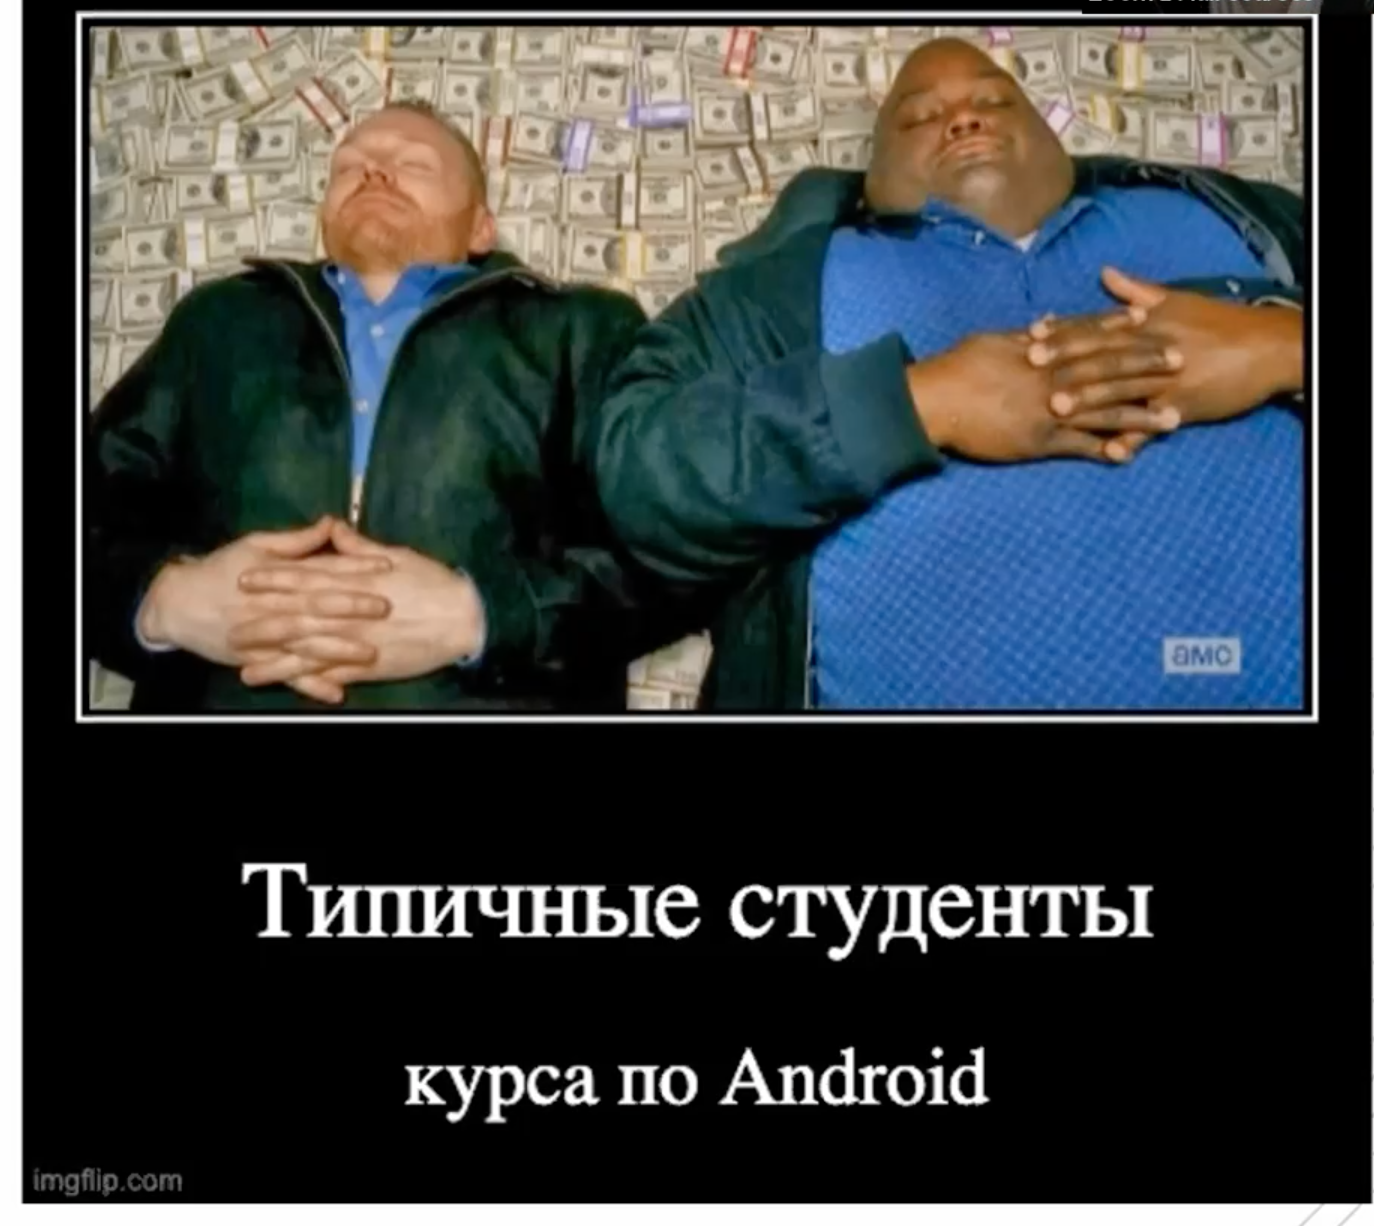 amc
Типичные студенты
курса по Android
imgflip.com